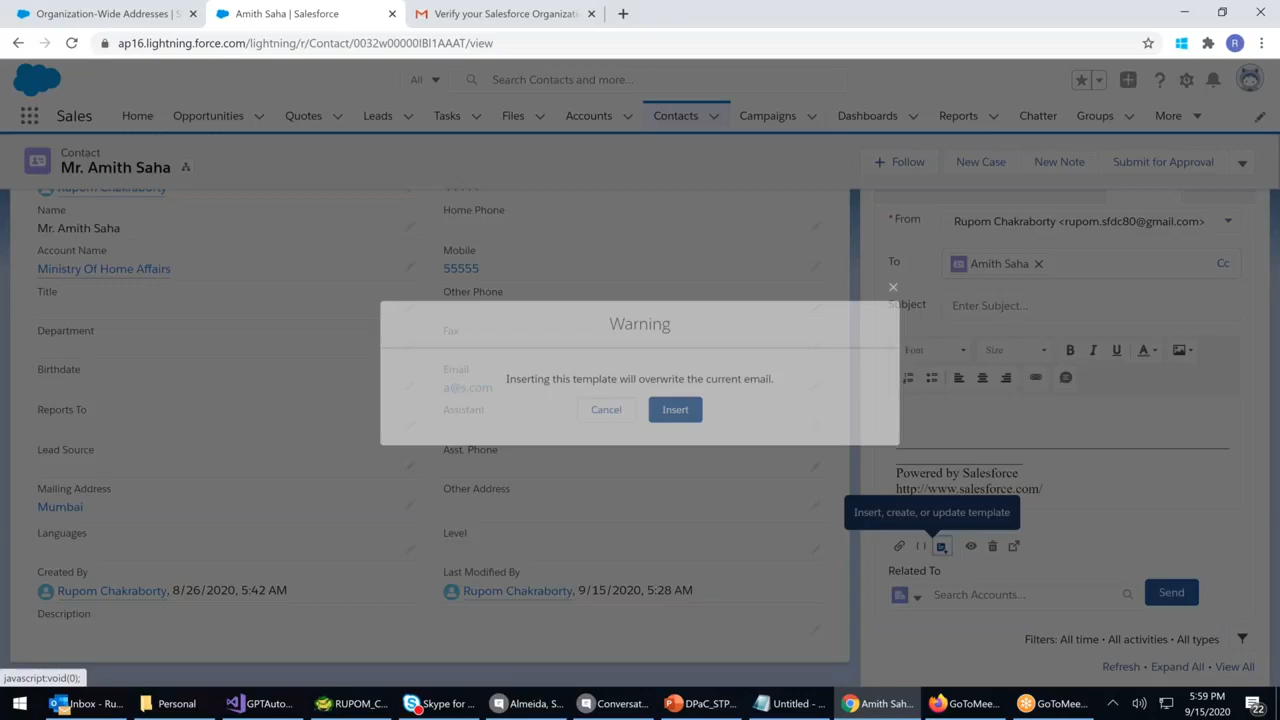 Organization-Wide Addresses | S
Amith Saha | Salesforce
Verify your Salesforce Organizati
ap16.lightning.force.com/lightning/r/Contact/0032w00000IBl1AAAT/view
R
All
Search Contacts and more...
Sales
Home
Opportunities
Quotes
Leads
Tasks
Files
Accounts
Contacts
Campaigns
Dashboards
Reports
Chatter
Groups
More
Contact
Mr. Amith Saha
Follow
New Case
New Note
Submit for Approval
Rupom Chakraborty
55555
Name
Mr. Amith Saha
Home Phone
Account Name
Ministry Of Home Affairs
Mobile
55555
Title
Other Phone
Department
Fax
Birthdate
Email
a@s.com
Reports To
Assistant
Lead Source
Asst. Phone
Mailing Address
Mumbai
Other Address
Languages
Level
Created By
Rupom Chakraborty, 8/26/2020, 5:42 AM
Last Modified By
Rupom Chakraborty, 9/15/2020, 5:28 AM
Description
Warning
Inserting this template will overwrite the current email.
Cancel
Insert
* From
Rupom Chakraborty <rupom.sfdc80@gmail.com>
To
Amith Saha
Cc
Subject
Enter Subject...
Font
Size
B I U A
Powered by Salesforce
http://www.salesforce.com/
Insert, create, or update template
Related To
Search Accounts...
Send
Filters: All time • All activities • All types
Refresh • Expand All • View All
javascript:void(0);
Inbox - Ru...
Personal
GPTAuto...
RUPOM_C...
Skype for ...
Almeida, S...
Conversat...
DPaC_STP...
Untitled - ...
Amith Sah...
GoToMee...
GoToMee...
5:59 PM
9/15/2020
22